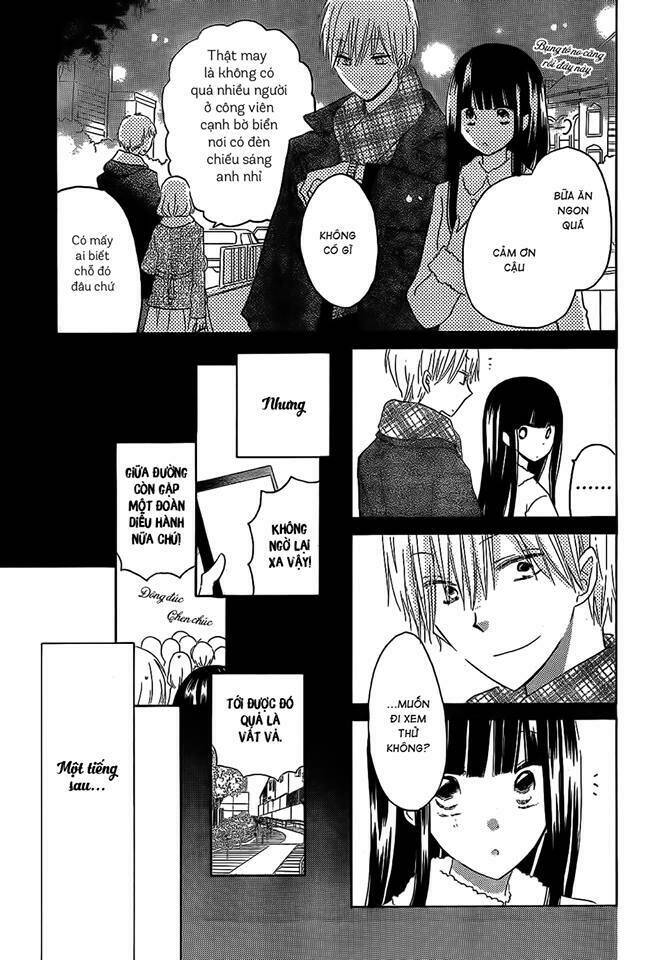 Bụng tớ no căng
rồi đây này
BỮA ĂN
NGON
QUÁ
CẢM ƠN
CẬU
KHÔNG
CÓ GÌ
Thật may
là không có
quá nhiều người
ở công viên
cạnh bờ biển
nơi có đèn
chiếu sáng
anh nhỉ
Có mấy
ai biết
chỗ đó
đâu chứ
.......
...MUỐN
ĐI XEM
THỬ
KHÔNG?
Nhưng
KHÔNG
NGỜ LẠI
XA VẬY!
GIỮA ĐƯỜNG
CÒN GẶP
MỘT ĐOÀN
DIỄU HÀNH
NỮA CHỨ!
Đông đúc
Chen chúc
TỚI ĐƯỢC ĐÓ
QUẢ LÀ
VẤT VẢ.
Một tiếng
sau...